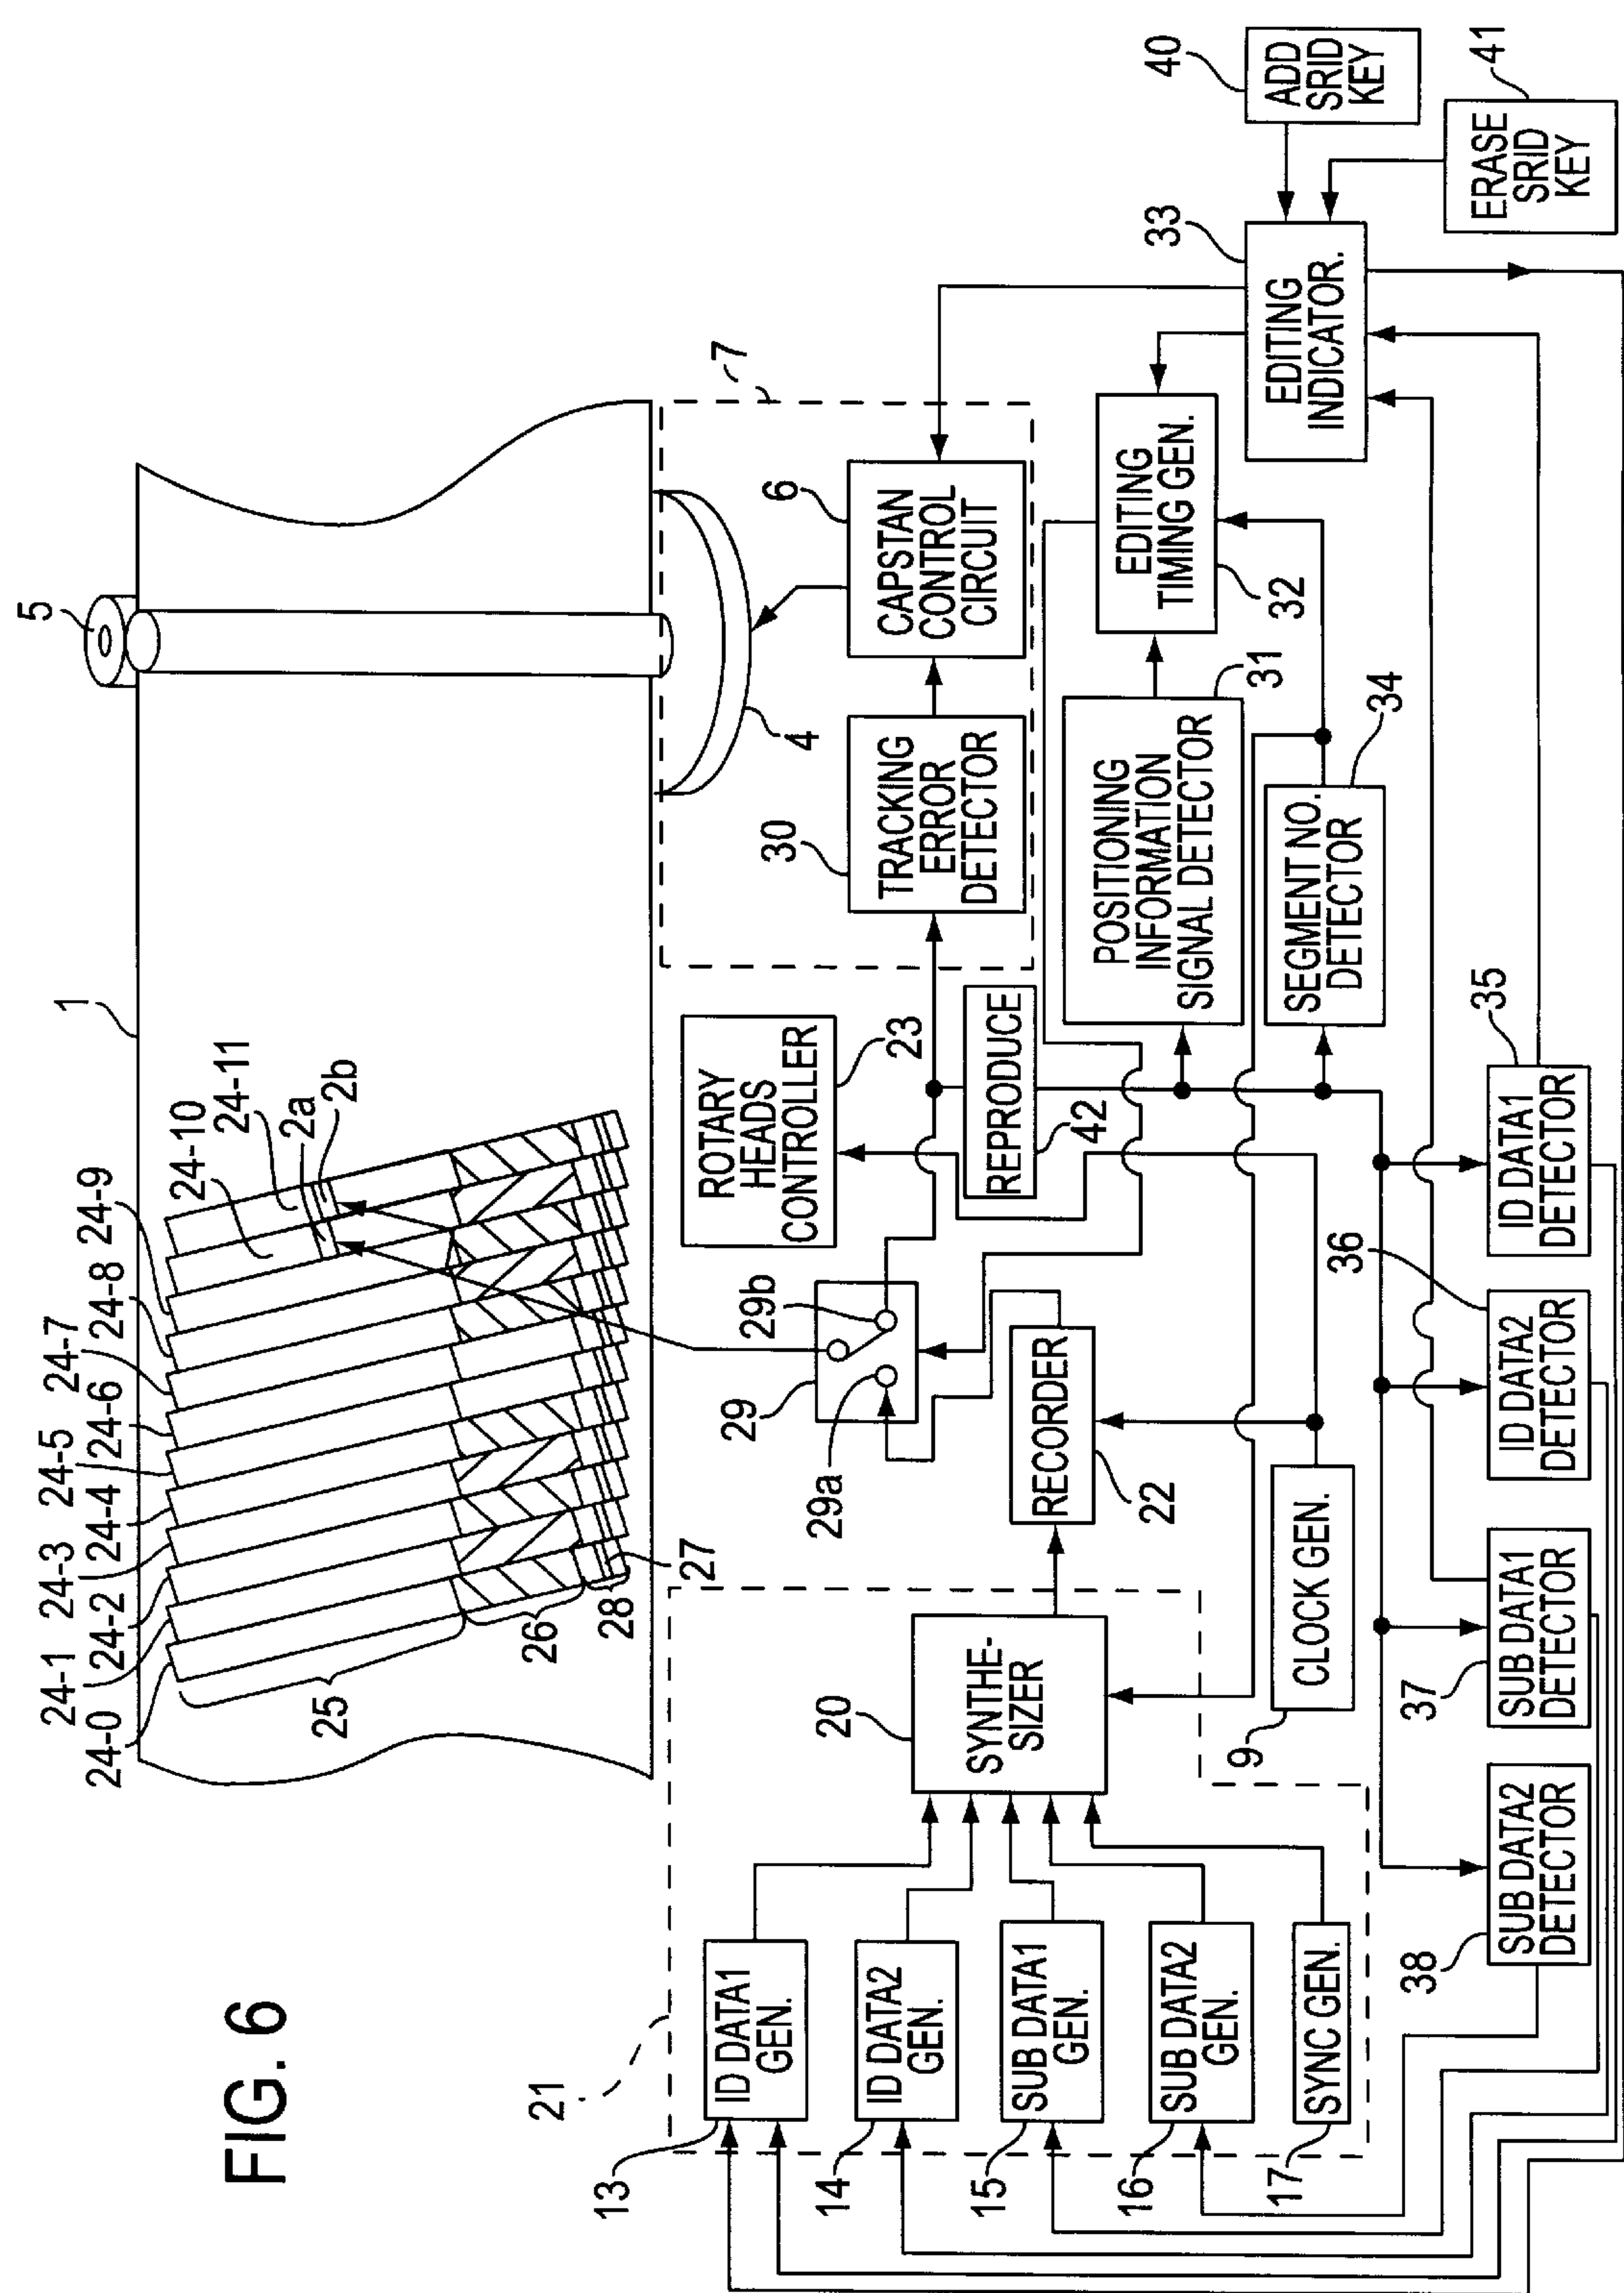 FIG. 6
24-0
24-1
24-2
24-3
24-4
24-5
24-6
24-7
24-8
24-9
24-10
24-11
2a
2b
1
5
25
26
28
27
4
7
ROTARY
HEADS
CONTROLLER
23
30
TRACKING
ERROR
DETECTOR
6
CAPSTAN
CONTROL
CIRCUIT
29
29a
29b
REPRODUCE
42
RECORDER
22
POSITIONING
INFORMATION
SIGNAL DETECTOR
31
EDITING
TIMING GEN.
32
33
EDITING
INDICATOR.
40
ADD
SRID
KEY
41
ERASE
SRID
KEY
SEGMENT NO.
DETECTOR
34
21
13
ID DATA1
GEN.
14
ID DATA2
GEN.
15
SUB DATA1
GEN.
16
SUB DATA2
GEN.
17
SYNC GEN.
20
SYNTHE-
SIZER
9
CLOCK GEN.
38
SUB DATA2
DETECTOR
37
SUB DATA1
DETECTOR
36
ID DATA2
DETECTOR
35
ID DATA1
DETECTOR